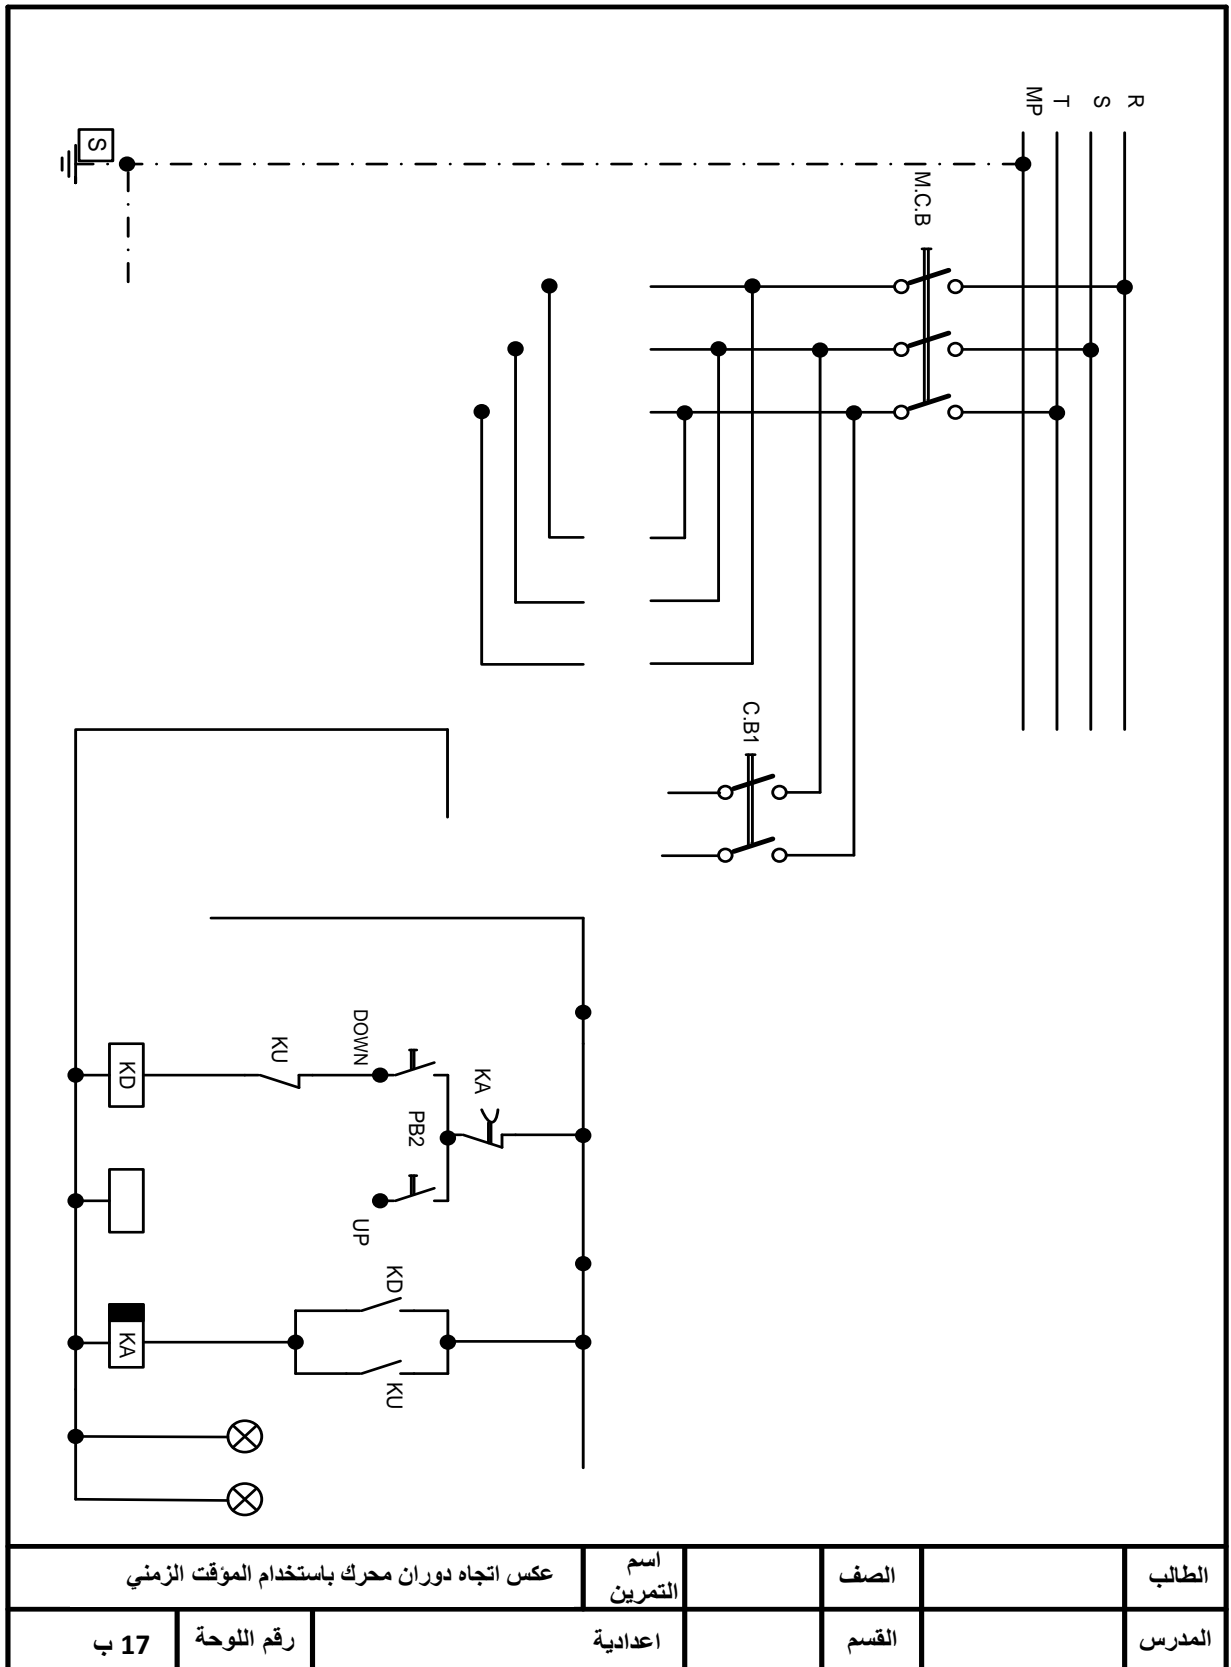 R
S
T
MP
S
M.C.B
C.B1
DOWN
KU
KD
KA
PB2
UP
KD
KU
KA
الطالب
الصف
اسم التمرين
عكس اتجاه دوران محرك باستخدام المؤقت الزمني
المدرس
القسم
اعدادية
رقم اللوحة
17 ب